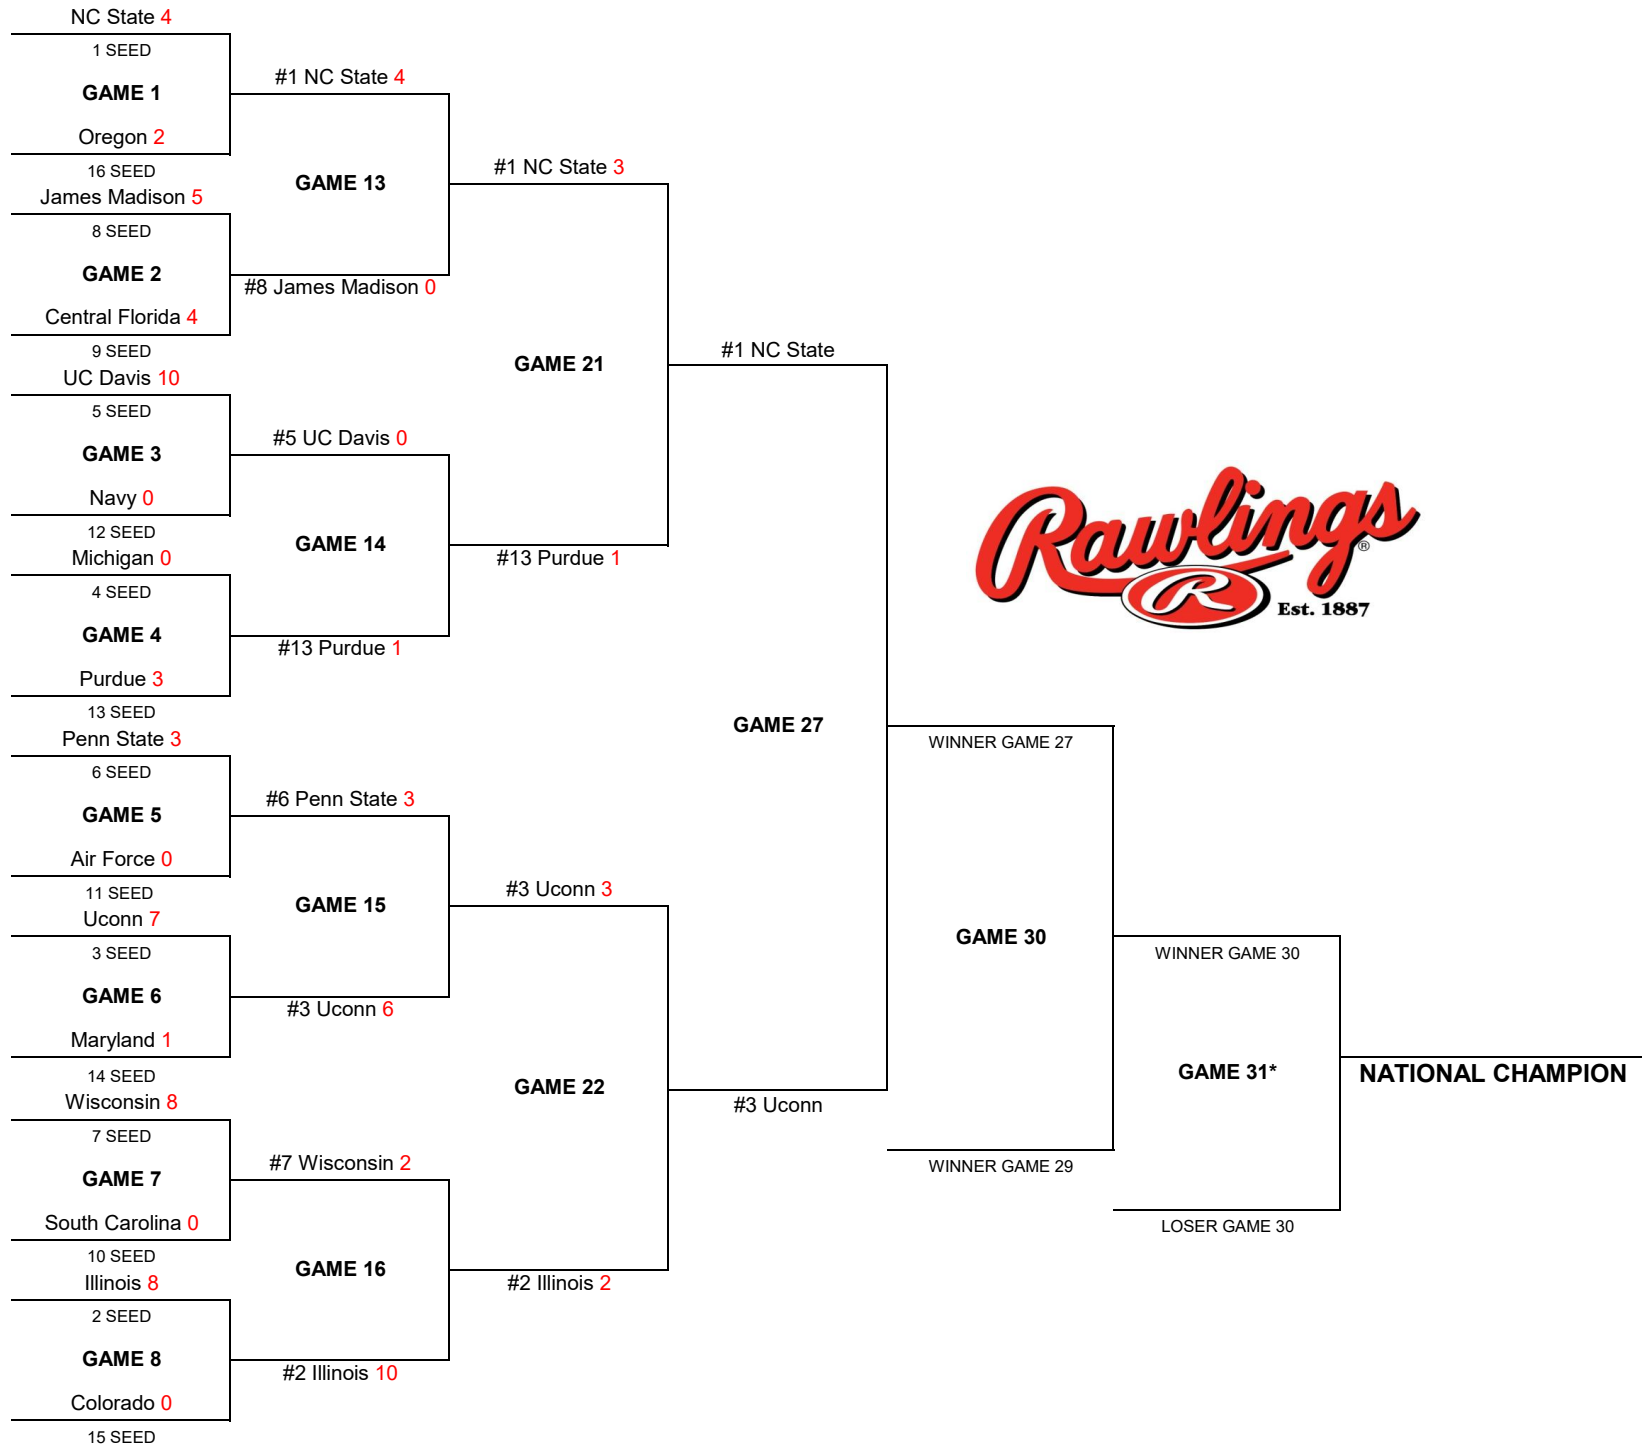 NC State 4
1 SEED
GAME 1
Oregon 2
16 SEED
James Madison 5
8 SEED
GAME 2
Central Florida 4
9 SEED
UC Davis 10
5 SEED
GAME 3
Navy 0
12 SEED
Michigan 0
4 SEED
GAME 4
Purdue 3
13 SEED
Penn State 3
6 SEED
GAME 5
Air Force 0
11 SEED
Uconn 7
3 SEED
GAME 6
Maryland 1
14 SEED
Wisconsin 8
7 SEED
GAME 7
South Carolina 0
10 SEED
Illinois 8
2 SEED
GAME 8
Colorado 0
15 SEED
#1 NC State 4
GAME 13
#8 James Madison 0
#5 UC Davis 0
GAME 14
#13 Purdue 1
#6 Penn State 3
GAME 15
#3 Uconn 6
#7 Wisconsin 2
GAME 16
#2 Illinois 10
#1 NC State 3
GAME 21
#13 Purdue 1
#3 Uconn 3
GAME 22
#2 Illinois 2
#1 NC State
GAME 27
#3 Uconn
Rawlings
®
R
Est. 1887
WINNER GAME 27
GAME 30
WINNER GAME 29
WINNER GAME 30
GAME 31*
LOSER GAME 30
NATIONAL CHAMPION